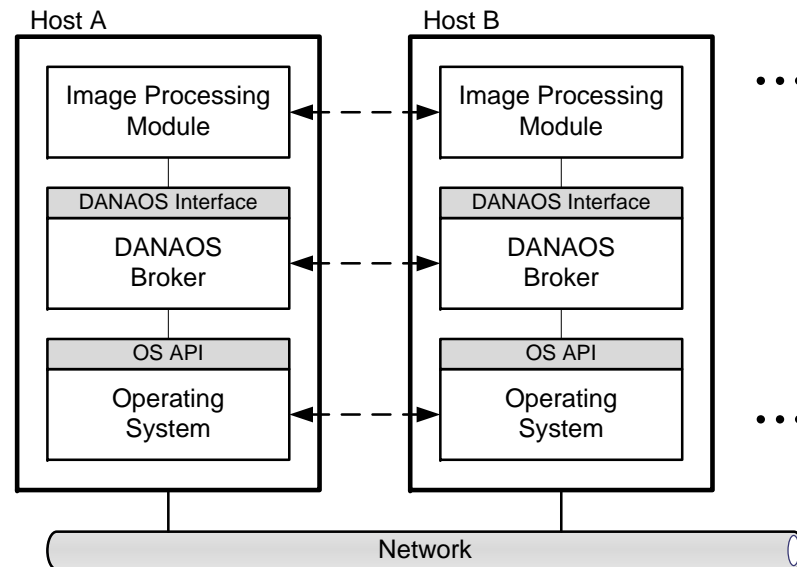 Host A
Image Processing
Module
DANAOS Interface
DANAOS
Broker
OS API
Operating
System
Host B
Image Processing
Module
DANAOS Interface
DANAOS
Broker
OS API
Operating
System
Network